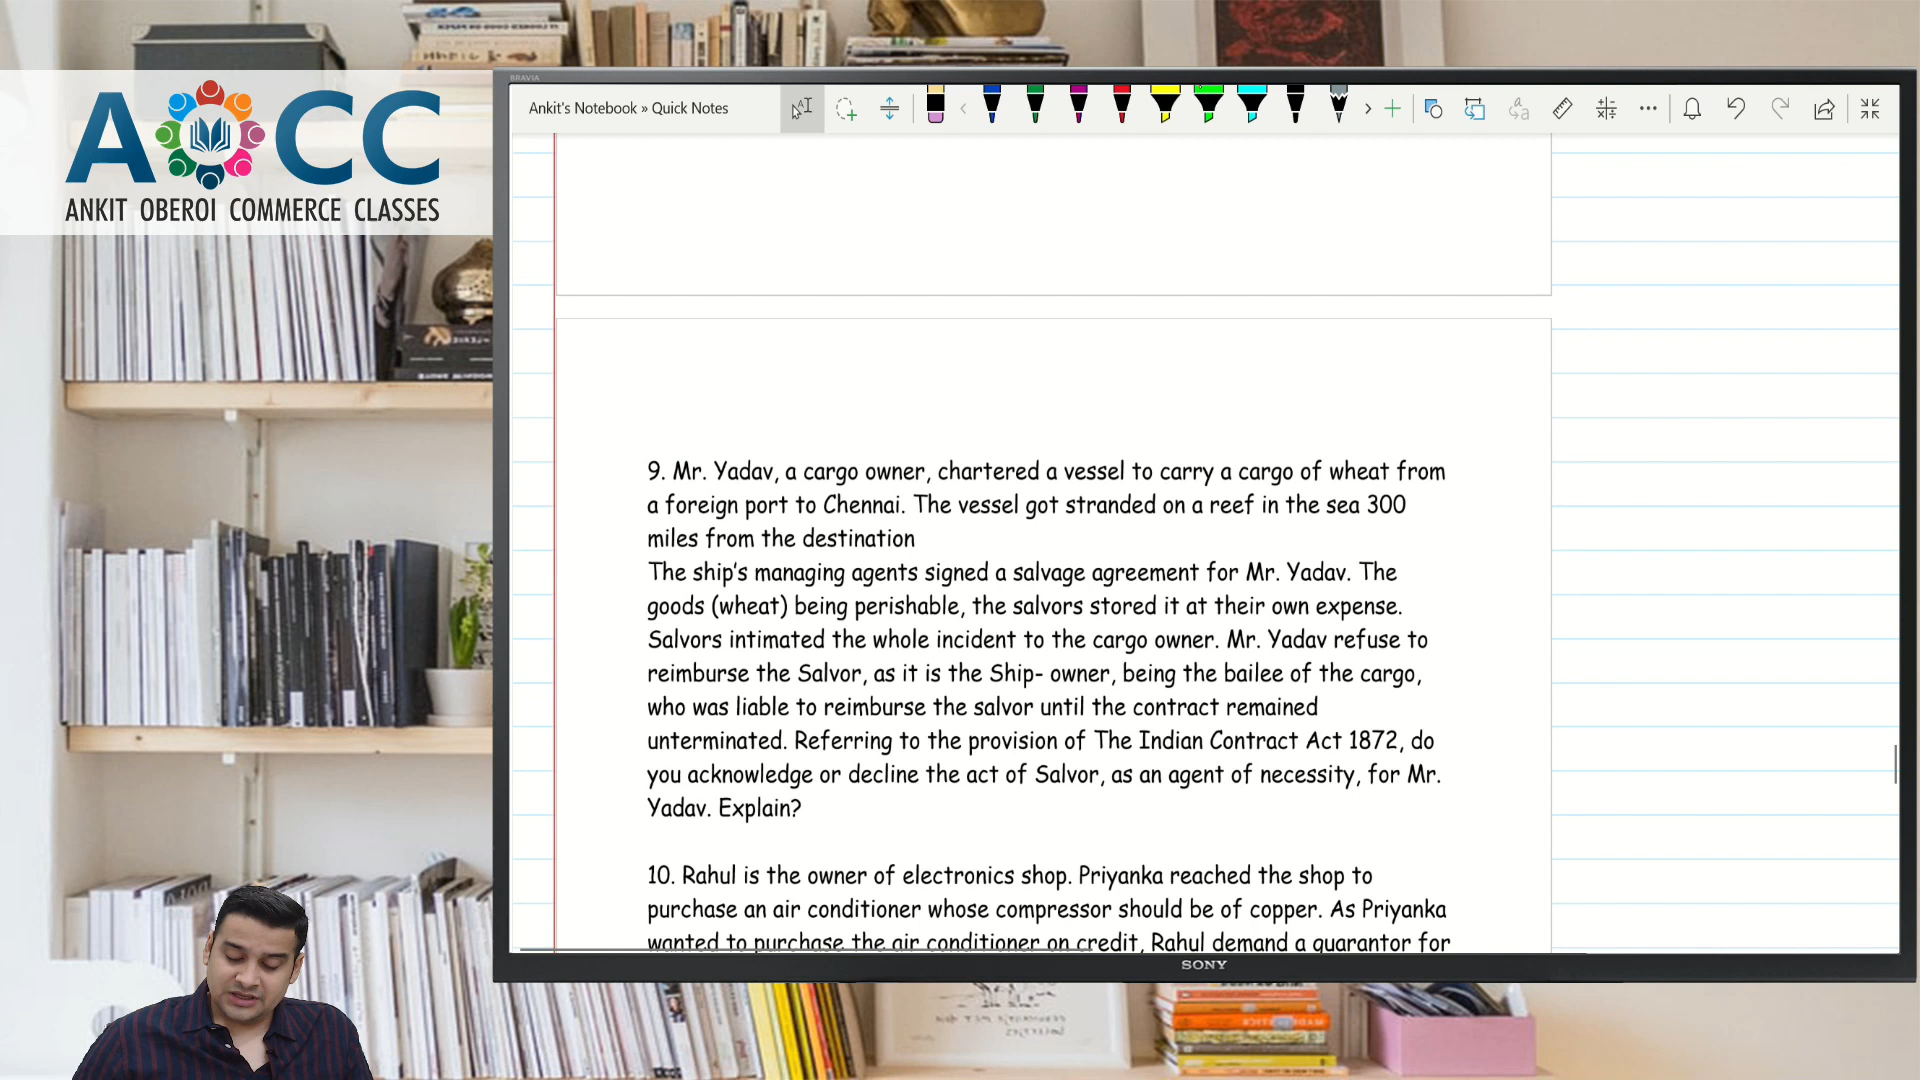 BRAVIA
AOCC
ANKIT OBEROI COMMERCE CLASSES
Ankit's Notebook » Quick Notes
9. Mr. Yadav, a cargo owner, chartered a vessel to carry a cargo of wheat from
a foreign port to Chennai. The vessel got stranded on a reef in the sea 300
miles from the destination
The ship's managing agents signed a salvage agreement for Mr. Yadav. The
goods (wheat) being perishable, the salvors stored it at their own expense.
Salvors intimated the whole incident to the cargo owner. Mr. Yadav refuse to
reimburse the Salvor, as it is the Ship- owner, being the bailee of the cargo,
who was liable to reimburse the salvor until the contract remained
unterminated. Referring to the provision of The Indian Contract Act 1872, do
you acknowledge or decline the act of Salvor, as an agent of necessity, for Mr.
Yadav. Explain?
10. Rahul is the owner of electronics shop. Priyanka reached the shop to
purchase an air conditioner whose compressor should be of copper. As Priyanka
wanted to purchase the air conditioner on credit, Rahul demand a guarantor for
SONY